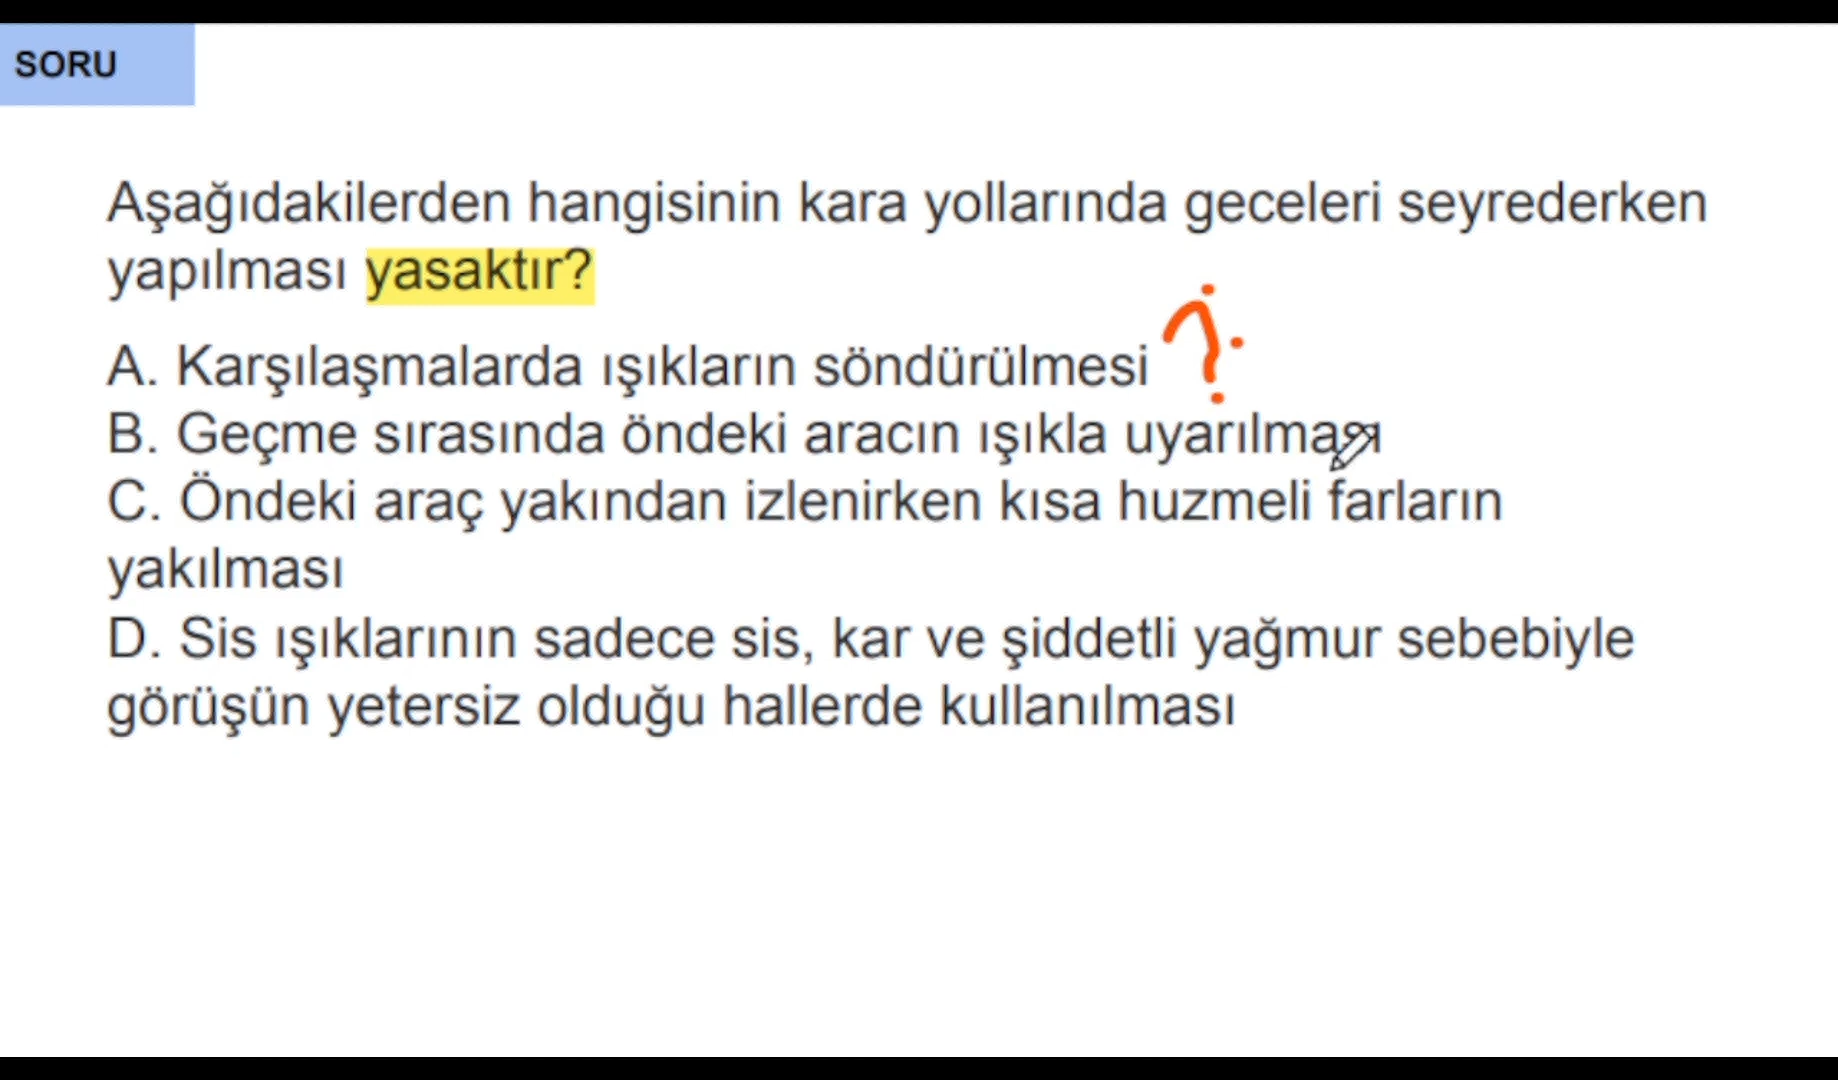 SORU
Aşağıdakilerden hangisinin kara yollarında geceleri seyrederken
yapılması yasaktır?
A. Karşılaşmalarda ışıkların söndürülmesi
B. Geçme sırasında öndeki aracın ışıkla uyarılması
C. Öndeki araç yakından izlenirken kısa huzmeli farların
yakılması
D. Sis ışıklarının sadece sis, kar ve şiddetli yağmur sebebiyle
görüşün yetersiz olduğu hallerde kullanılması